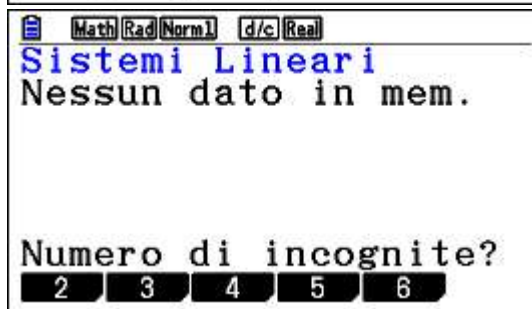 Math Rad Norm1 d/c Real
Sistemi Lineari
Nessun dato in mem.
Numero di incognite?
2 3 4 5 6